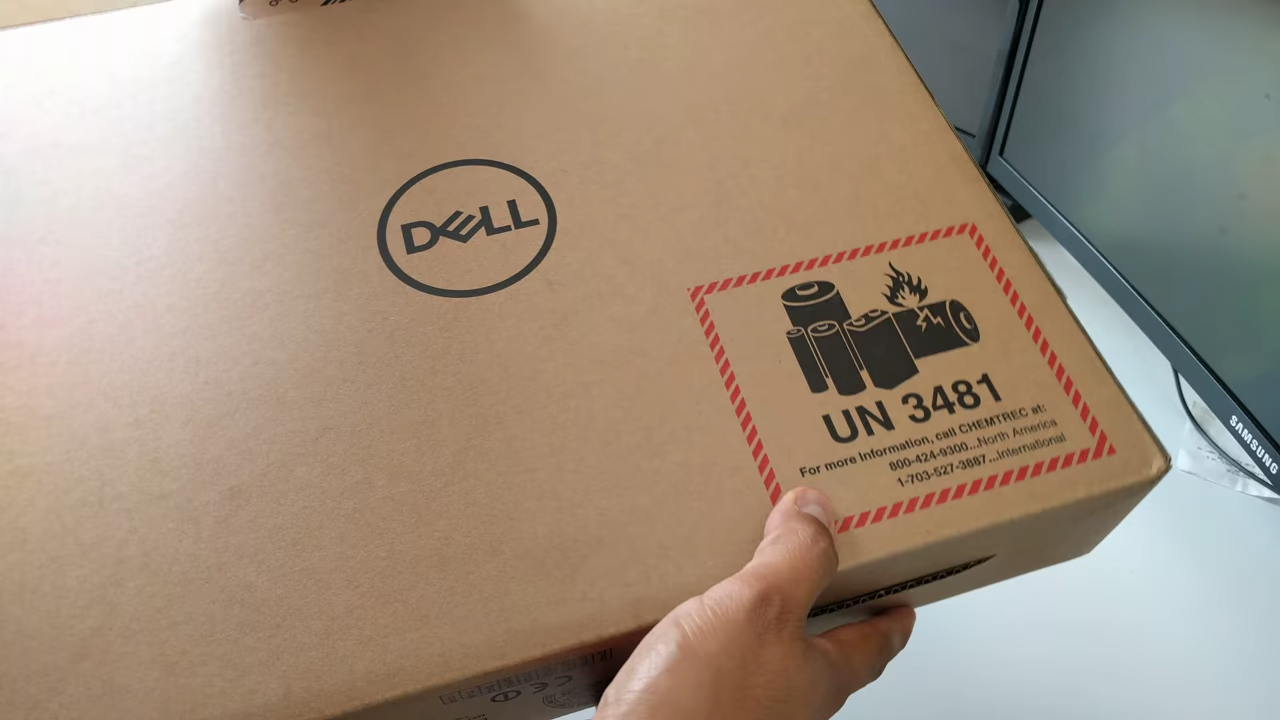 DELL
UN 3481
For more Information, call CHEMTREC at:
800-424-9300...North America
1-703-527-3887...International
SAMSUNG